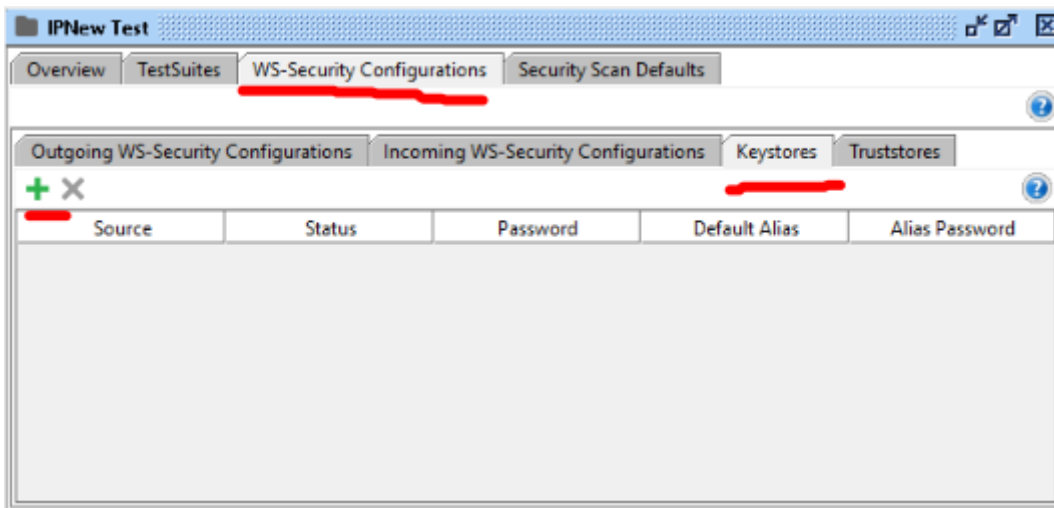 IPNew Test
Overview TestSuites WS-Security Configurations Security Scan Defaults
Outgoing WS-Security Configurations Incoming WS-Security Configurations Keystores Truststores
Source Status Password Default Alias Alias Password